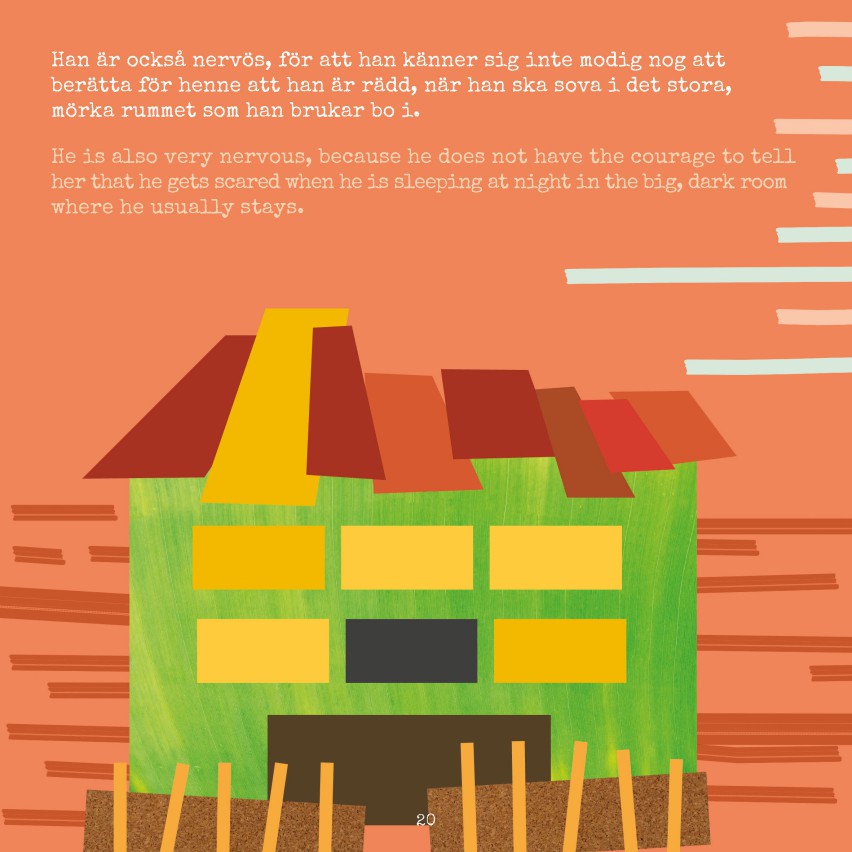 Han är också nervös, för att han känner sig inte modig nog att
berätta för henne att han är rädd, när han ska sova i det stora,
mörka rummet som han brukar bo i.
He is also very nervous, because he does not have the courage to tell
her that he gets scared when he is sleeping at night in the big, dark room
where he usually stays.
20